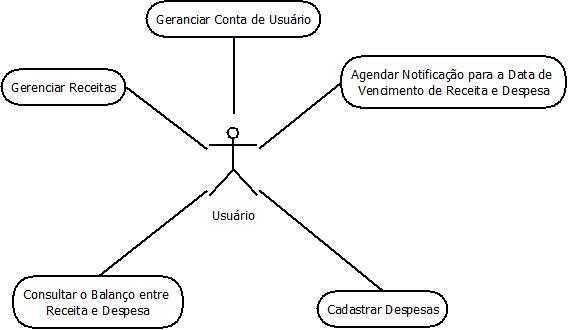 Geranciar Conta de Usuário
Gerenciar Receitas
Agendar Notificação para a Data de
Vencimento de Receita e Despesa
Usuário
Consultar o Balanço entre
Receita e Despesa
Cadastrar Despesas